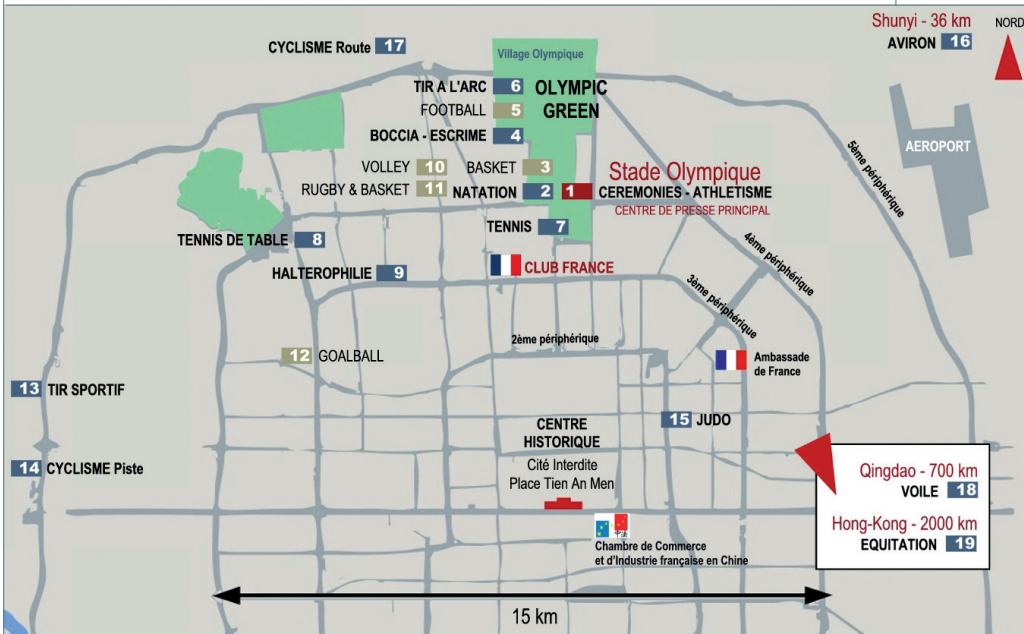 Shunyi - 36 km
NORD
AVIRON 16
CYCLISME Route 17
Village Olympique
TIR A L'ARC 6
OLYMPIC
GREEN
FOOTBALL 5
BOCCIA - ESCRIME 4
AEROPORT
5ème périphérique
VOLLEY 10
BASKET 3
RUGBY & BASKET 11
NATATION 2
Stade Olympique
1 CEREMONIES - ATHLETISME
CENTRE DE PRESSE PRINCIPAL
TENNIS 7
TENNIS DE TABLE 8
4ème périphérique
HALTEROPHILIE 9
CLUB FRANCE
3ème périphérique
2ème périphérique
12 GOALBALL
Ambassade
de France
13 TIR SPORTIF
15 JUDO
CENTRE
HISTORIQUE
14 CYCLISME Piste
Cité Interdite
Place Tien An Men
Qingdao - 700 km
VOILE 18
Hong-Kong - 2000 km
EQUITATION 19
Chambre de Commerce
et d'Industrie française en Chine
15 km